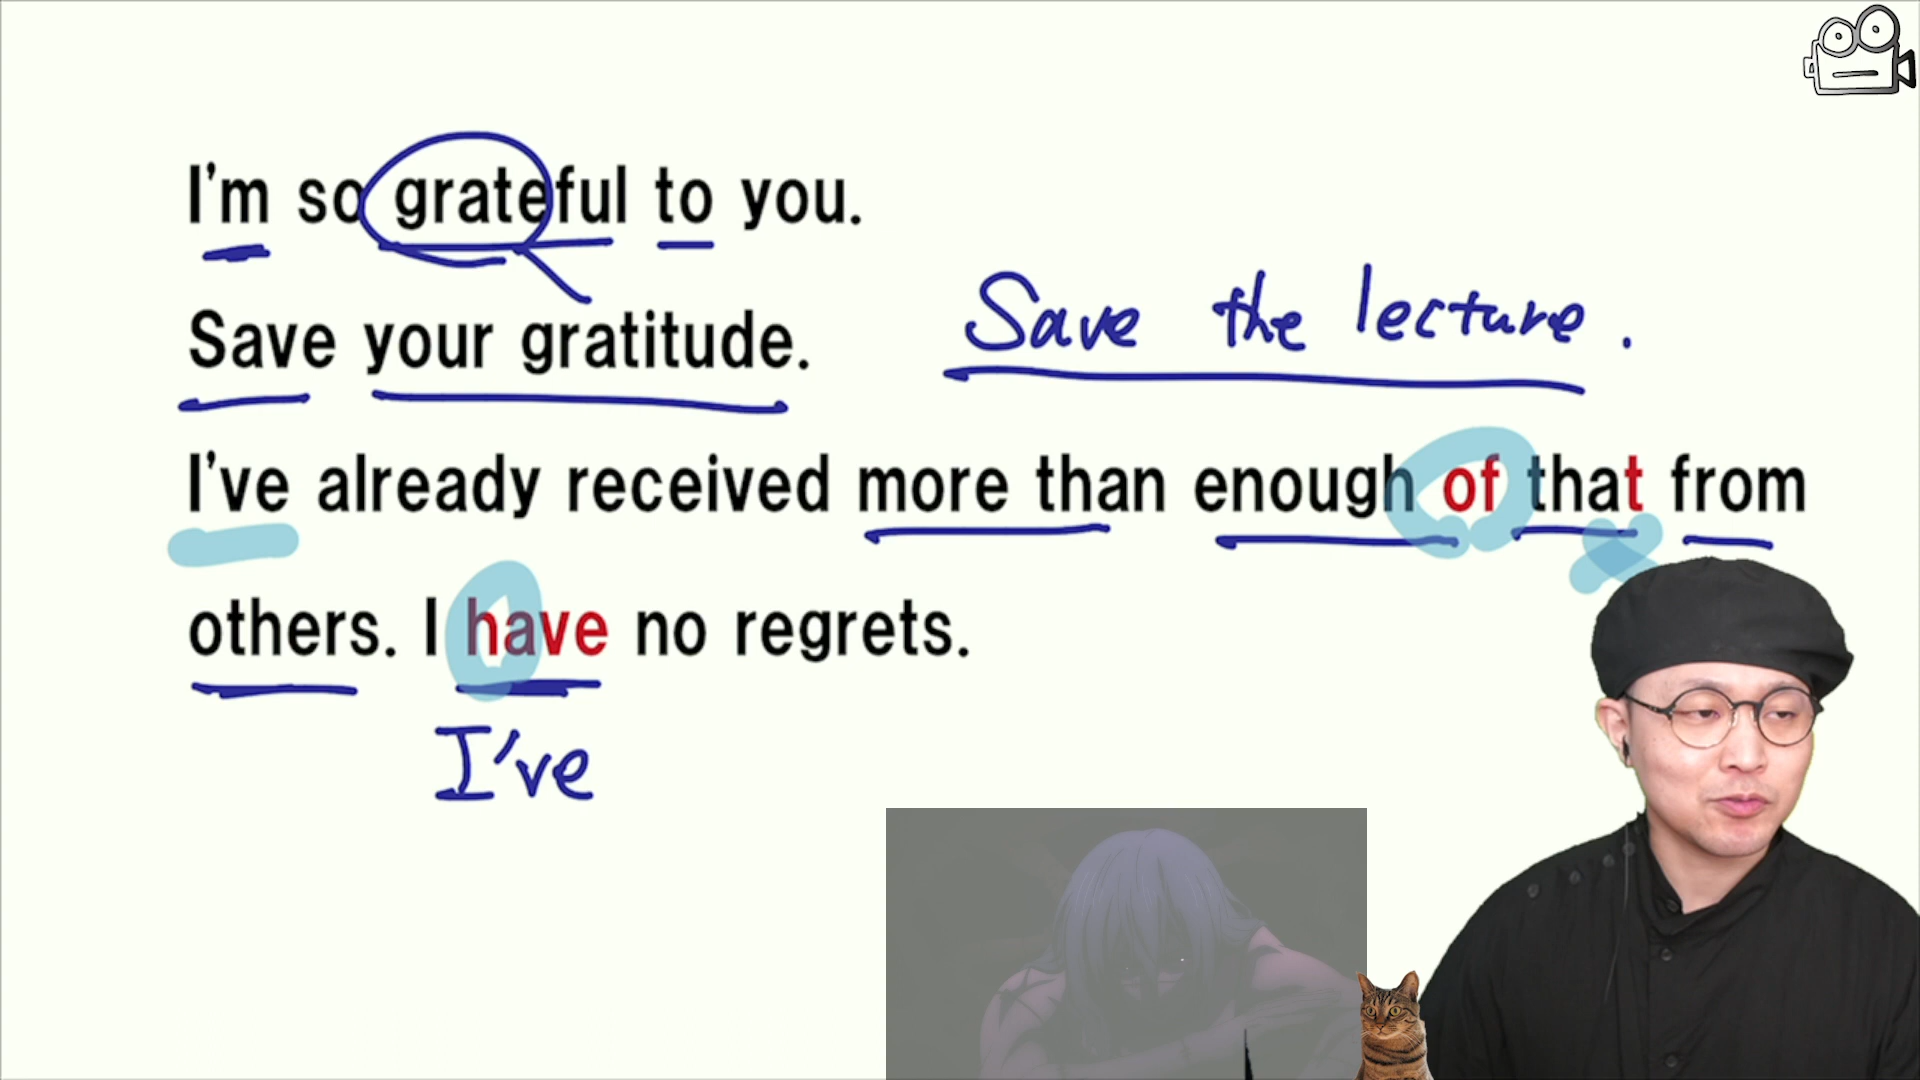 I'm so grateful to you.
Save your gratitude.
Save the lecture.
I've already received more than enough of that from
others. I have no regrets.
I've